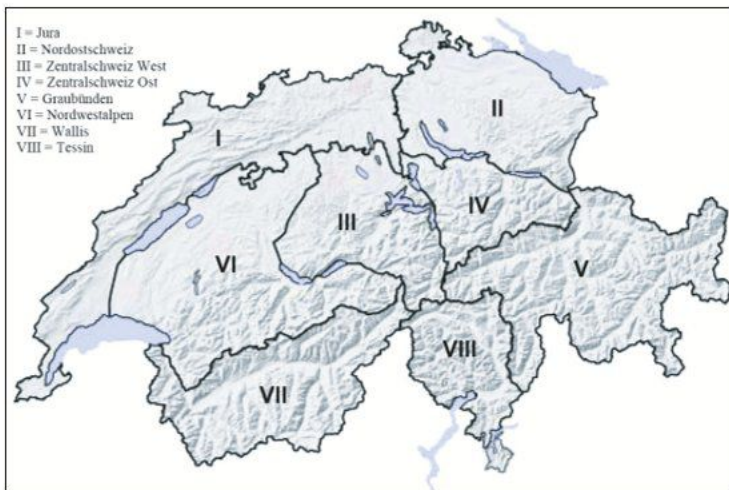 I = Jura
II = Nordostschweiz
III = Zentralschweiz West
IV = Zentralschweiz Ost
V = Graubünden
VI = Nordwestalpen
VII = Wallis
VIII = Tessin
II
I
IV
III
VI
V
VIII
VII